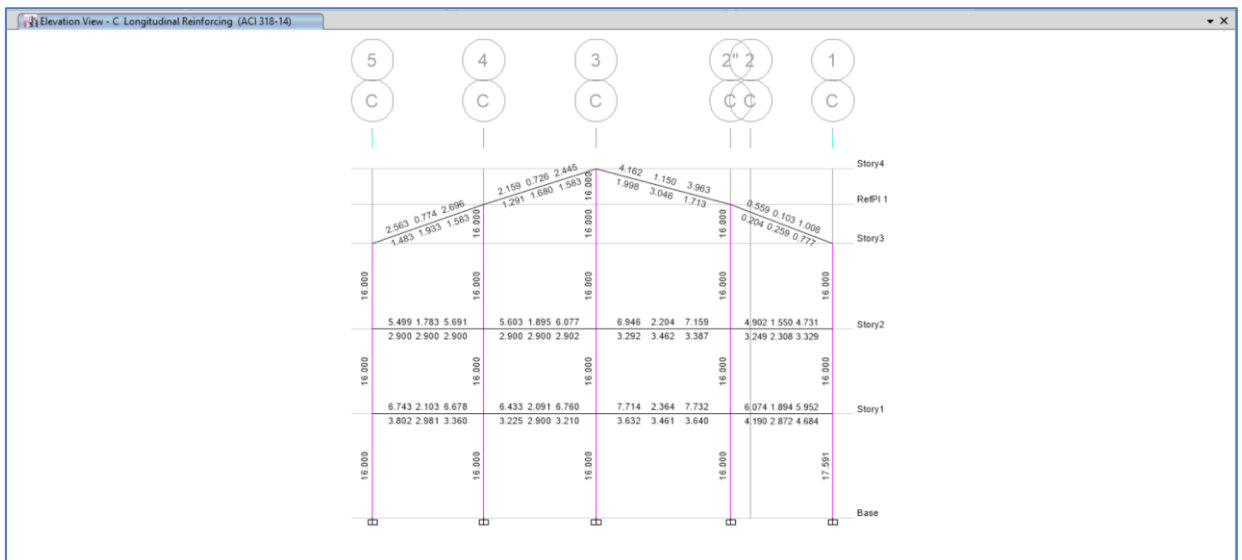 Elevation View - C Longitudinal Reinforcing (ACI 318-14)
5 4 3 2" 2 1
C C C C C C
Story4
4.162 1.150 3.963
2.159 0.726 2.445
1.998 3.046 1.713
1.291 1.680 1.583
16.000
RefPl 1
2.563 0.774 2.696
0.559 0.103 1.008
1.483 1.933 1.583
0.204 0.259 0.777
16.000 16.000 16.000
Story3
16.000 16.000 16.000 16.000 16.000
5.499 1.783 5.691 5.603 1.895 6.077 6.946 2.204 7.159 4.902 1.550 4.731
Story2
2.900 2.900 2.900 2.900 2.900 2.902 3.292 3.462 3.387 3.249 2.308 3.329
16.000 16.000 16.000 16.000 16.000
6.743 2.103 6.678 6.433 2.091 6.760 7.714 2.364 7.732 6.074 1.894 5.952
Story1
3.802 2.981 3.360 3.225 2.900 3.210 3.632 3.461 3.640 4.190 2.872 4.684
16.000 16.000 16.000 16.000 17.591
Base